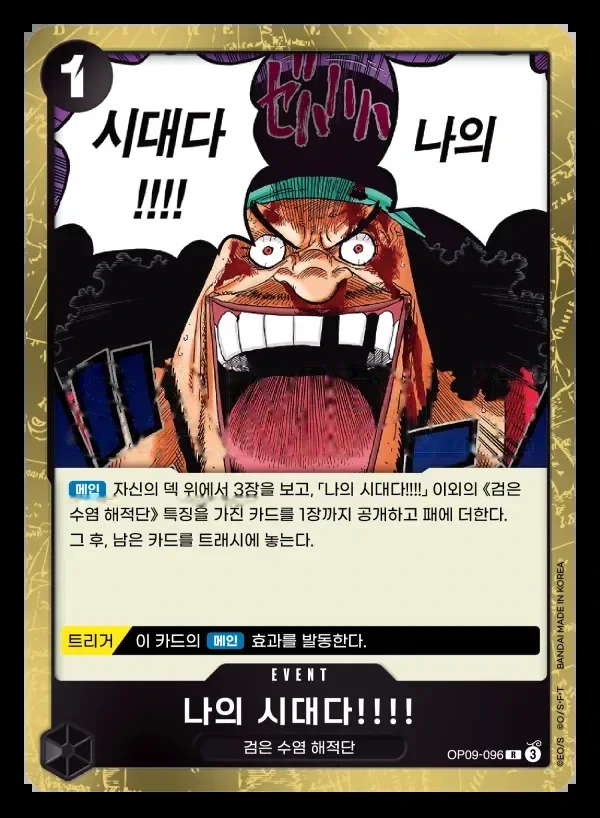 1
시대다
!!!!
ゼハハハ
나의
메인 자신의 덱 위에서 3장을 보고, 「나의 시대다!!!!」 이외의 《검은
수염 해적단》 특징을 가진 카드를 1장까지 공개하고 패에 더한다.
그 후, 남은 카드를 트래시에 놓는다.
트리거 이 카드의 메인 효과를 발동한다.
EVENT
나의 시대다!!!!
검은 수염 해적단
OP09-096 R 3
©E.O/S ©O/S·F·T BANDAI MADE IN KOREA